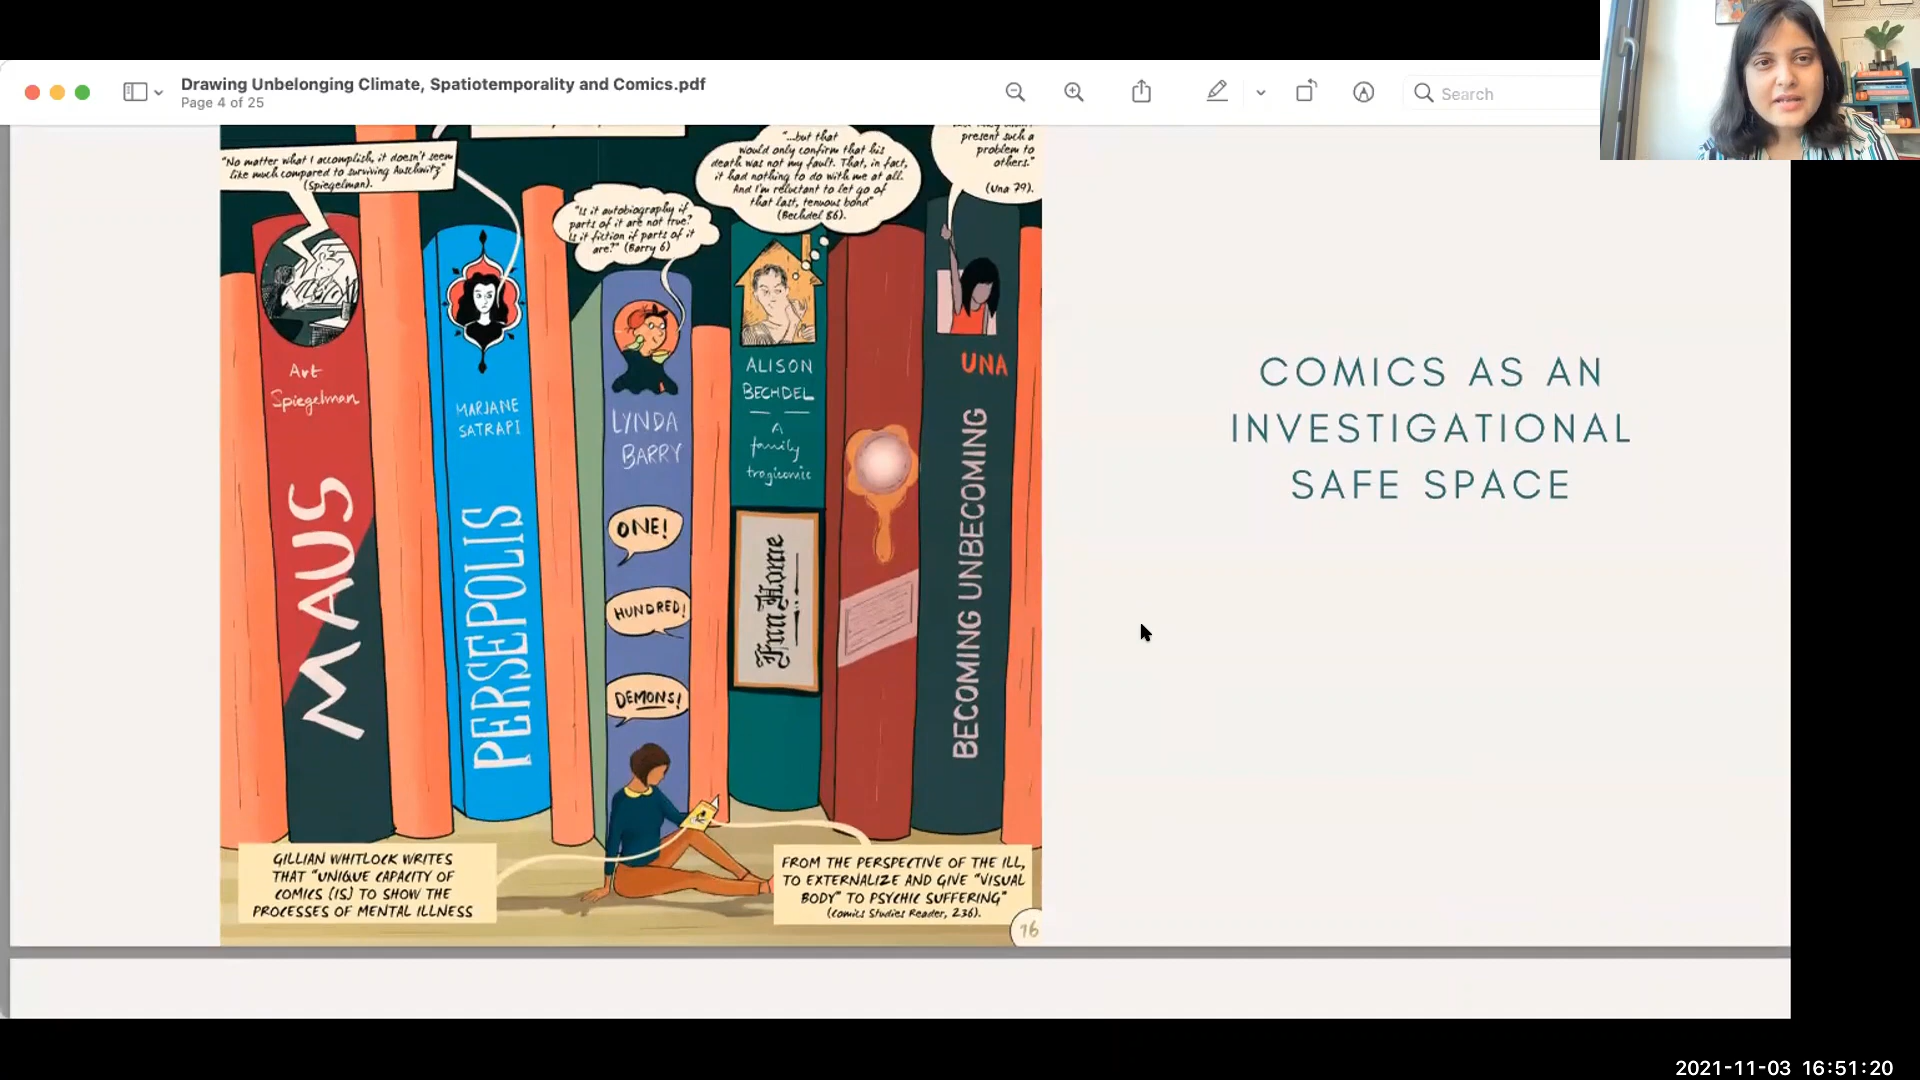 Drawing Unbelonging Climate, Spatiotemporality and Comics.pdf
Page 4 of 25
Search
"No matter what I accomplish, it doesn't seem
like much compared to surviving Auschwitz"
(Spiegelman).
"Is it autobiography if
parts of it are not true?
Is it fiction if parts of it
are?" (Barry 6)
"...but that
would only confirm that his
death was not my fault. That, in fact,
it had nothing to do with me at all.
And I'm reluctant to let go of
that last, tenuous bond"
(Bechdel 86).
present such a
problem to
others."
(Una 79).
Art
Spiegelman
MAUS
MARJANE
SATRAPI
PERSEPOLIS
LYNDA
BARRY
ONE!
HUNDRED!
DEMONS!
ALISON
BECHDEL
A
family
tragicomic
Fun Home
UNA
BECOMING UNBECOMING
GILLIAN WHITLOCK WRITES
THAT "UNIQUE CAPACITY OF
COMICS (IS) TO SHOW THE
PROCESSES OF MENTAL ILLNESS
FROM THE PERSPECTIVE OF THE ILL,
TO EXTERNALIZE AND GIVE "VISUAL
BODY" TO PSYCHIC SUFFERING"
(Comics Studies Reader, 236).
16
COMICS AS AN
INVESTIGATIONAL
SAFE SPACE
2021-11-03 16:51:20